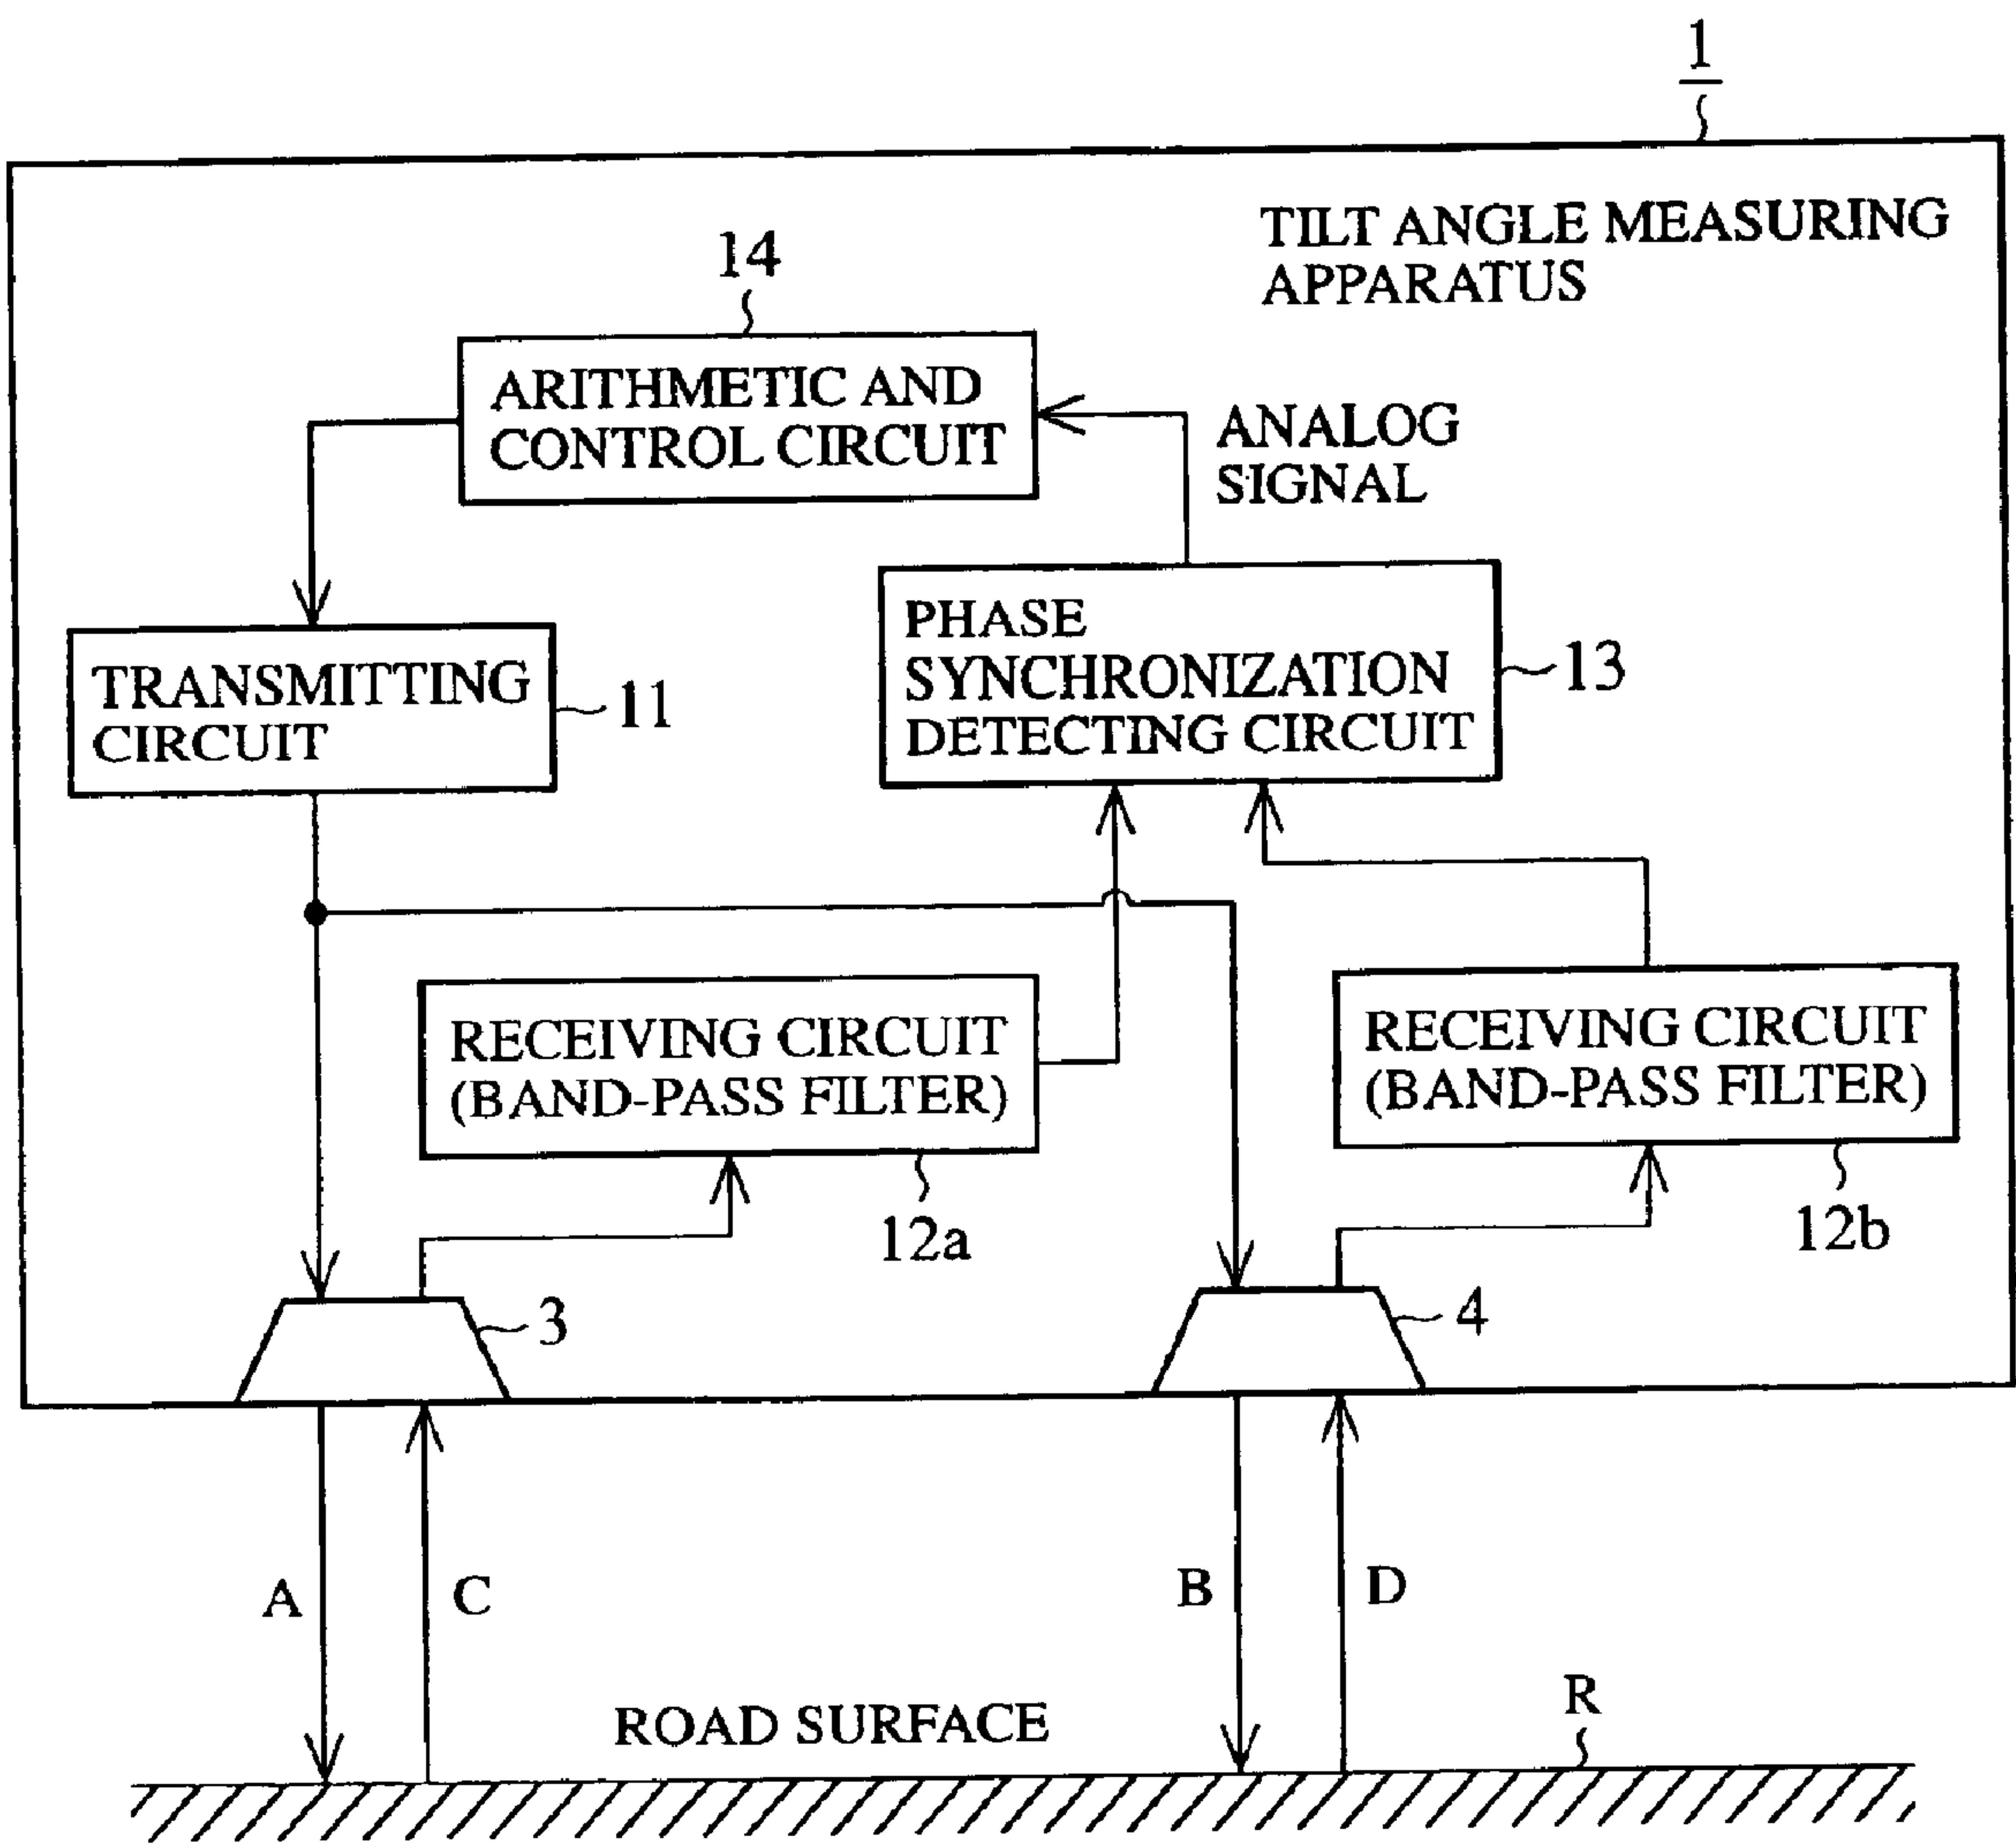 1
TILT ANGLE MEASURING
APPARATUS
14
ARITHMETIC AND
CONTROL CIRCUIT
ANALOG
SIGNAL
TRANSMITTING
CIRCUIT
11
PHASE
SYNCHRONIZATION
DETECTING CIRCUIT
13
RECEIVING CIRCUIT
(BAND-PASS FILTER)
12a
RECEIVING CIRCUIT
(BAND-PASS FILTER)
12b
3
4
A
C
B
D
ROAD SURFACE
R